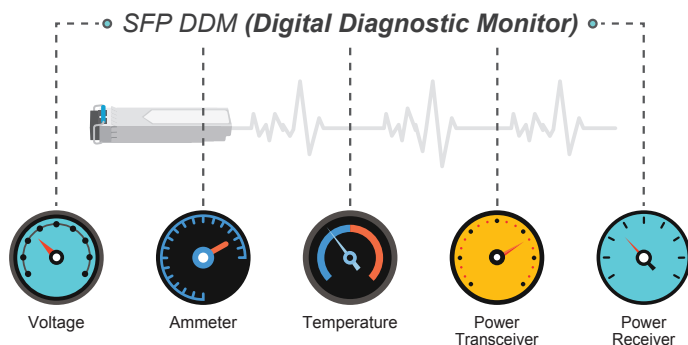 SFP DDM (Digital Diagnostic Monitor)
Voltage
Ammeter
Temperature
Power
Transceiver
Power
Receiver